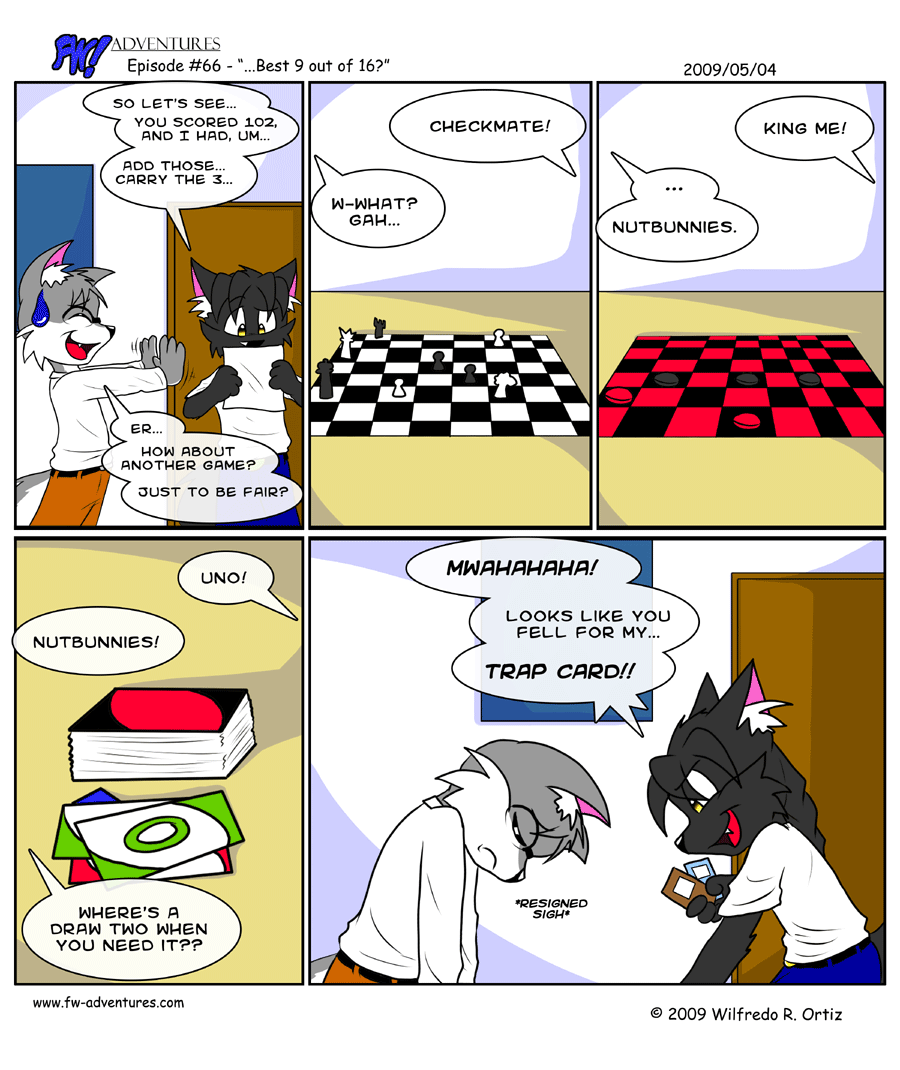 FW! ADVENTURES
Episode #66 - “...Best 9 out of 16?”
2009/05/04
SO LET'S SEE...
YOU SCORED 102,
AND I HAD, UM...
ADD THOSE...
CARRY THE 3...
ER...
HOW ABOUT
ANOTHER GAME?
JUST TO BE FAIR?
CHECKMATE!
W-WHAT?
GAH...
KING ME!
...
NUTBUNNIES.
UNO!
NUTBUNNIES!
WHERE'S A
DRAW TWO WHEN
YOU NEED IT??
MWAHAHAHA!
LOOKS LIKE YOU
FELL FOR MY...
TRAP CARD!!
*RESIGNED
SIGH*
www.fw-adventures.com
© 2009 Wilfredo R. Ortiz